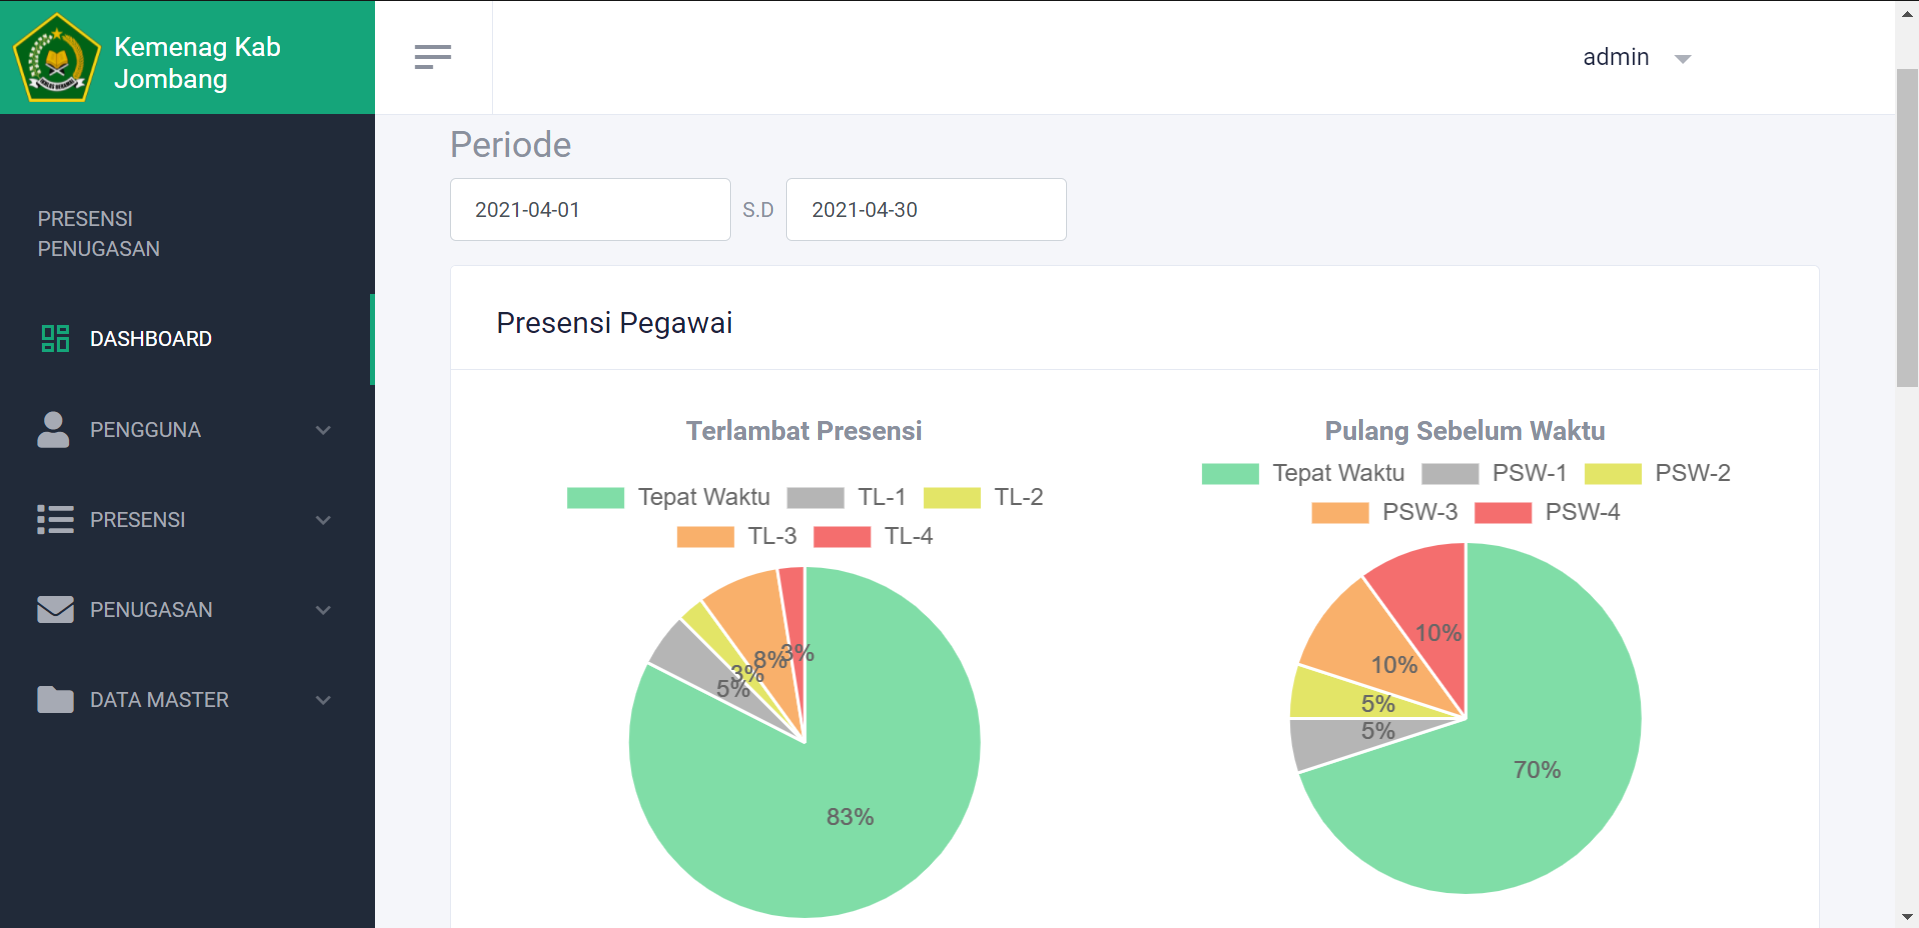 Kemenag Kab
Jombang
admin
PRESENSI
PENUGASAN
DASHBOARD
PENGGUNA
PRESENSI
PENUGASAN
DATA MASTER
Periode
2021-04-01 S.D 2021-04-30
Presensi Pegawai
Terlambat Presensi
Tepat Waktu TL-1 TL-2
TL-3 TL-4
3%
8%
3%
5%
83%
Pulang Sebelum Waktu
Tepat Waktu PSW-1 PSW-2
PSW-3 PSW-4
10%
10%
5%
5%
70%